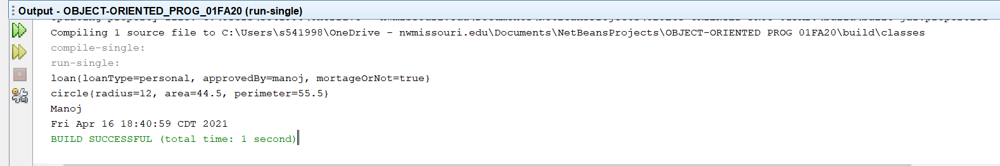 Output - OBJECT-ORIENTED_PROG_01FA20 (run-single)
Compiling 1 source file to C:\Users\s541998\OneDrive - nwmissouri.edu\Documents\NetBeansProjects\OBJECT-ORIENTED PROG 01FA20\build\classes
compile-single:
run-single:
loan{loanType=personal, approvedBy=manoj, mortageOrNot=true}
circle{radius=12, area=44.5, perimeter=55.5}
Manoj
Fri Apr 16 18:40:59 CDT 2021
BUILD SUCCESSFUL (total time: 1 second)